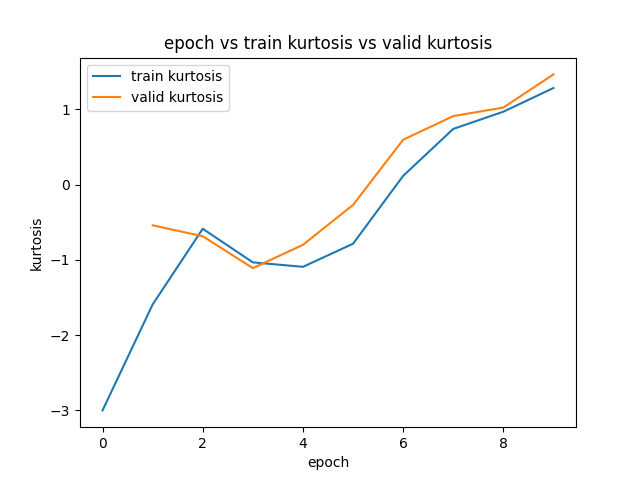 epoch vs train kurtosis vs valid kurtosis
train kurtosis
valid kurtosis
1
0
−1
−2
−3
kurtosis
0 2 4 6 8
epoch